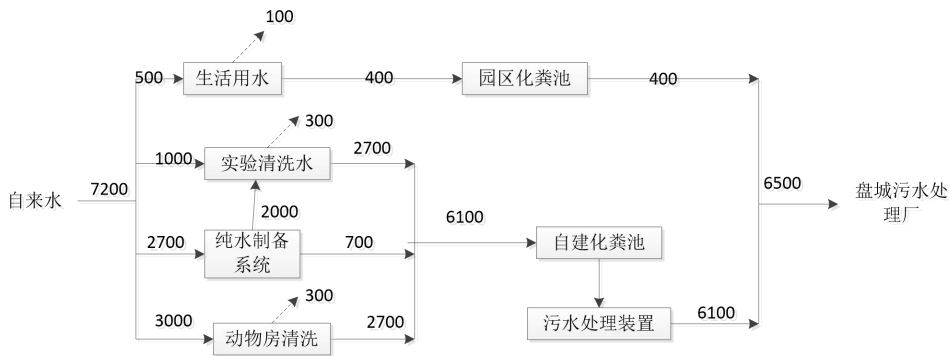 100
500
生活用水
400
园区化粪池
400
300
1000
实验清洗水
2700
自来水
7200
2000
6100
6500
盘城污水处
理厂
2700
纯水制备
系统
700
自建化粪池
300
3000
动物房清洗
2700
污水处理装置
6100